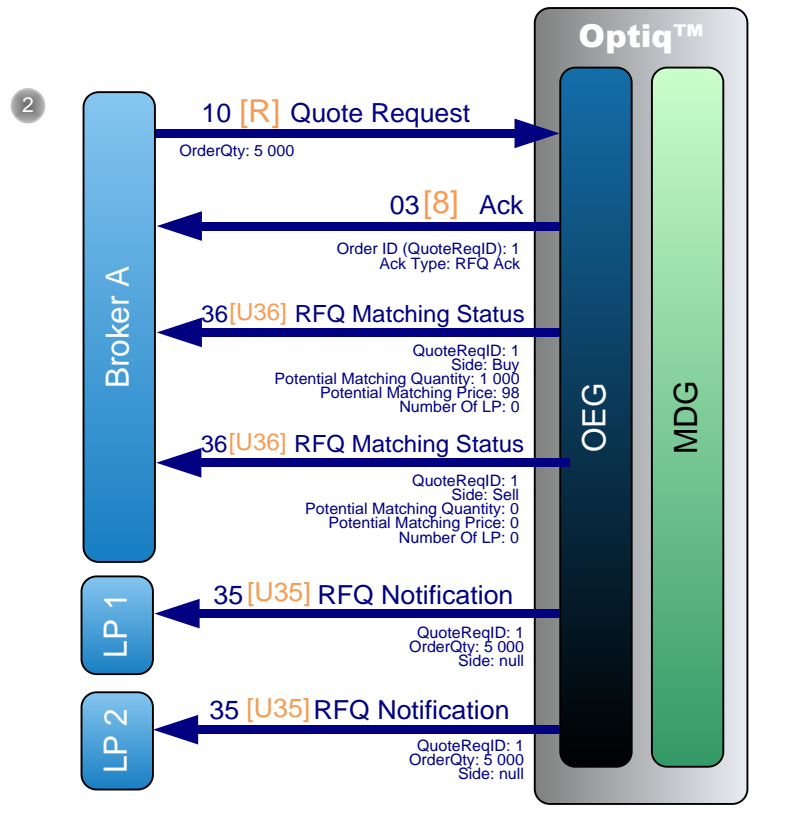 Optiq™
2
10 [R] Quote Request
OrderQty: 5 000
03 [8] Ack
Order ID (QuoteReqID): 1
Ack Type: RFQ Ack
Broker A
36 [U36] RFQ Matching Status
QuoteReqID: 1
Side: Buy
Potential Matching Quantity: 1 000
Potential Matching Price: 98
Number Of LP: 0
OEG
MDG
36 [U36] RFQ Matching Status
QuoteReqID: 1
Side: Sell
Potential Matching Quantity: 0
Potential Matching Price: 0
Number Of LP: 0
LP 1
35 [U35] RFQ Notification
QuoteReqID: 1
OrderQty: 5 000
Side: null
LP 2
35 [U35] RFQ Notification
QuoteReqID: 1
OrderQty: 5 000
Side: null